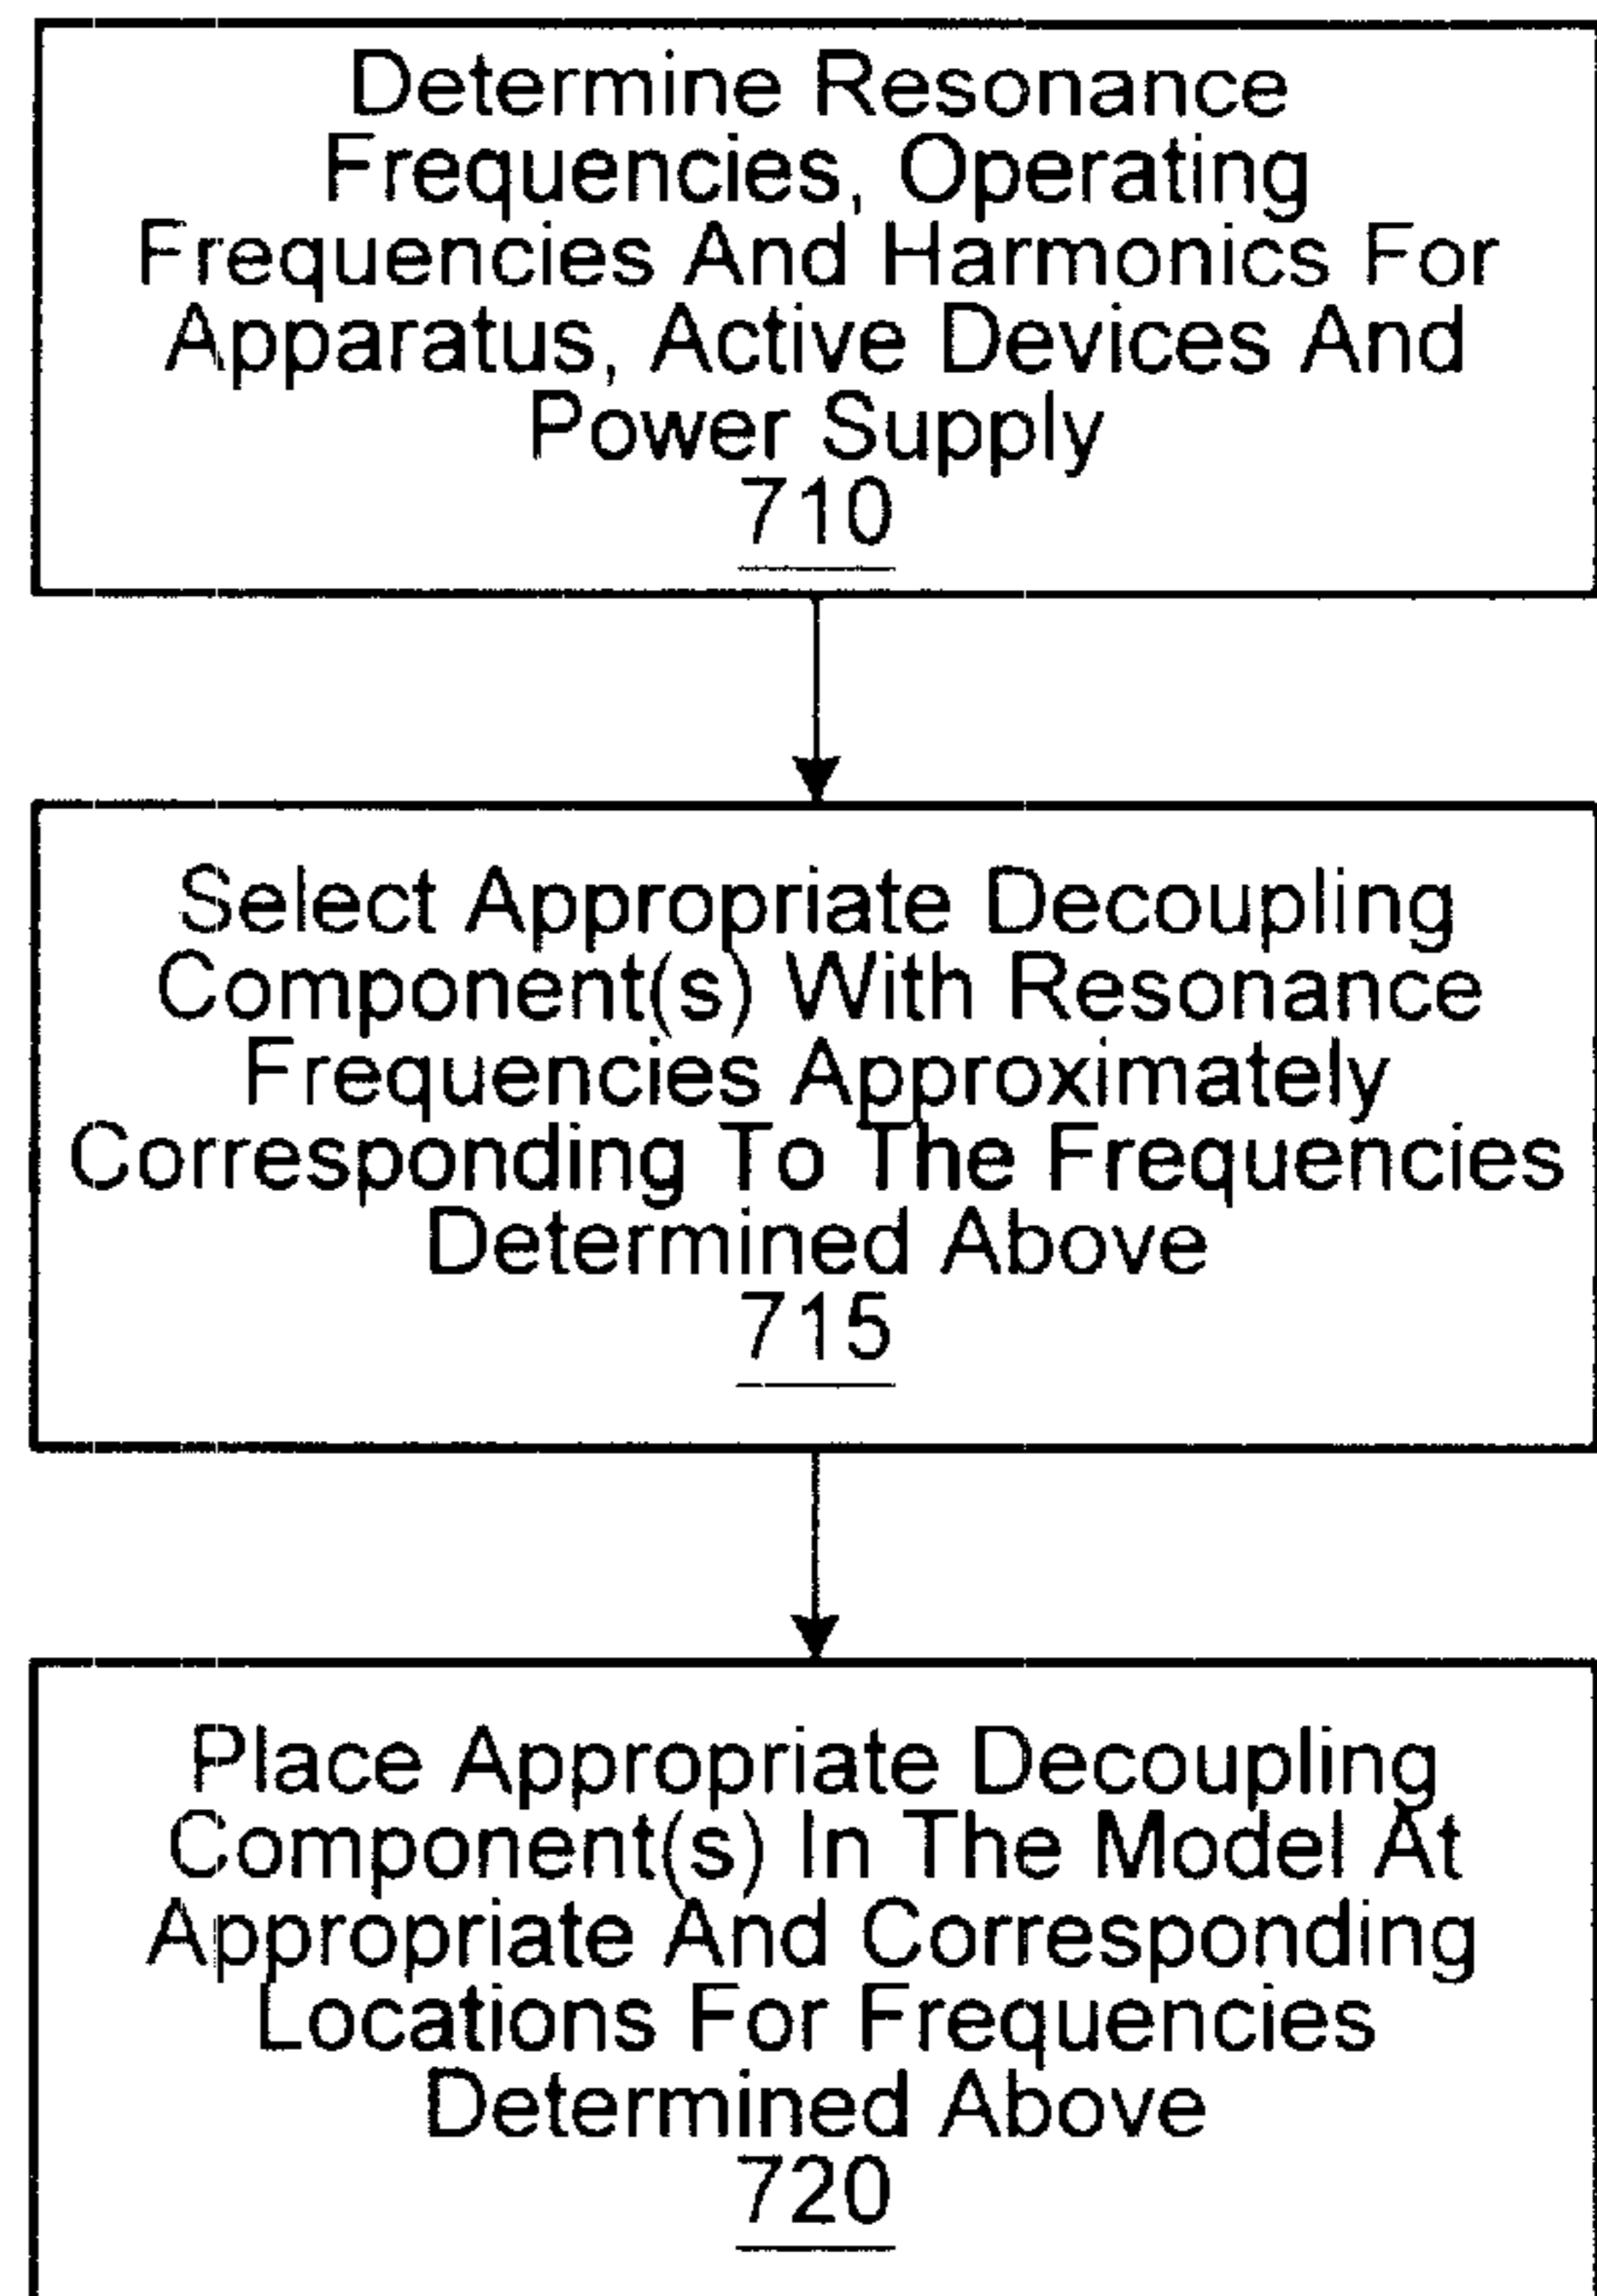 Determine Resonance
Frequencies, Operating
Frequencies And Harmonics For
Apparatus, Active Devices And
Power Supply
710
Select Appropriate Decoupling
Component(s) With Resonance
Frequencies Approximately
Corresponding To The Frequencies
Determined Above
715
Place Appropriate Decoupling
Component(s) In The Model At
Appropriate And Corresponding
Locations For Frequencies
Determined Above
720